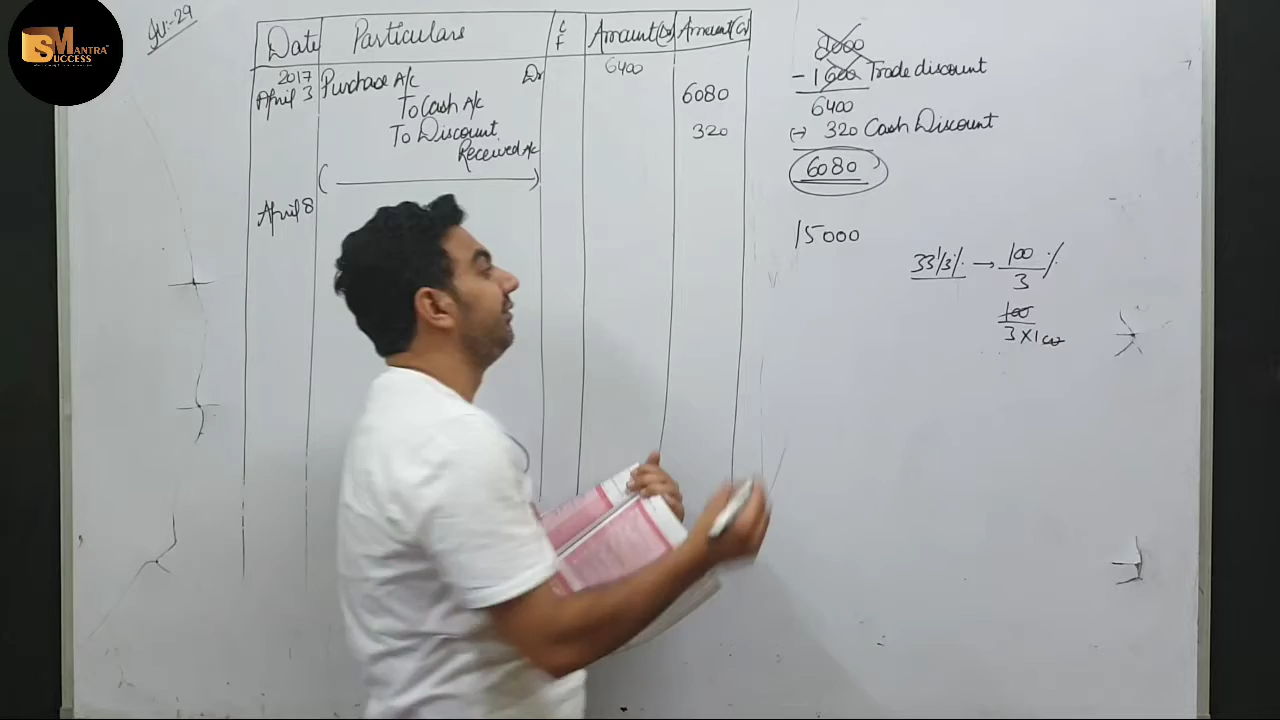 SM MANTRA
SUCCESS
Date Particulars L F Amount(Dr) Amount(Cr)
2017
April 3 Purchase A/c Dr 6400
To Cash A/c 6080
To Discount 320
Received A/c
( )
April 8
8000
- 1600 Trade discount
6400
(-) 320 Cash Discount
6080
15000
33 1/3 % → 100/3 %
100
3 X 100